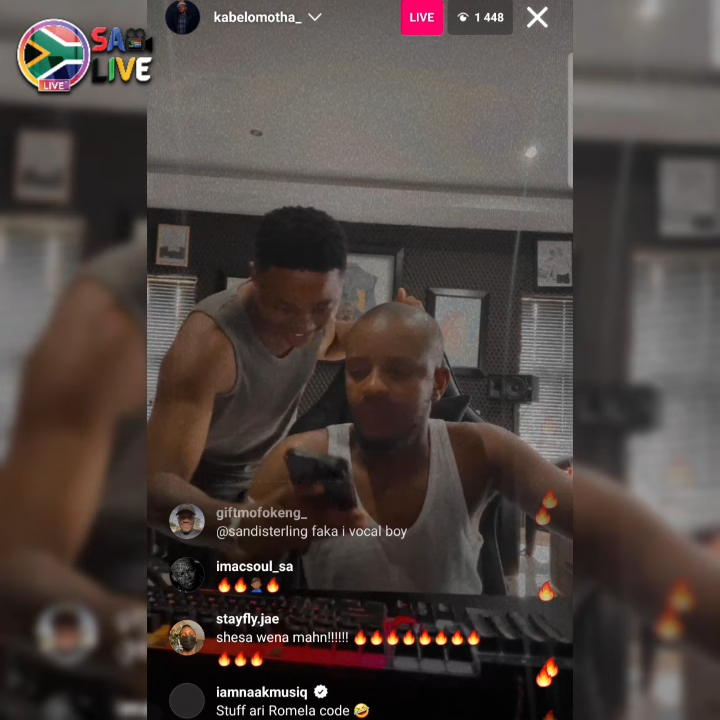 SA
LIVE
LIVE
kabelomotha_
LIVE
1 448
giftmofokeng_
@sandisterling faka i vocal boy
imacsoul_sa
🔥🔥🤦🏾‍♂️🔥
stayfly.jae
shesa wena mahn!!!!!! 🔥🔥🔥🔥🔥🔥🔥🔥
🔥🔥🔥
iamnaakmusiq
Stuff ari Romela code 🤣